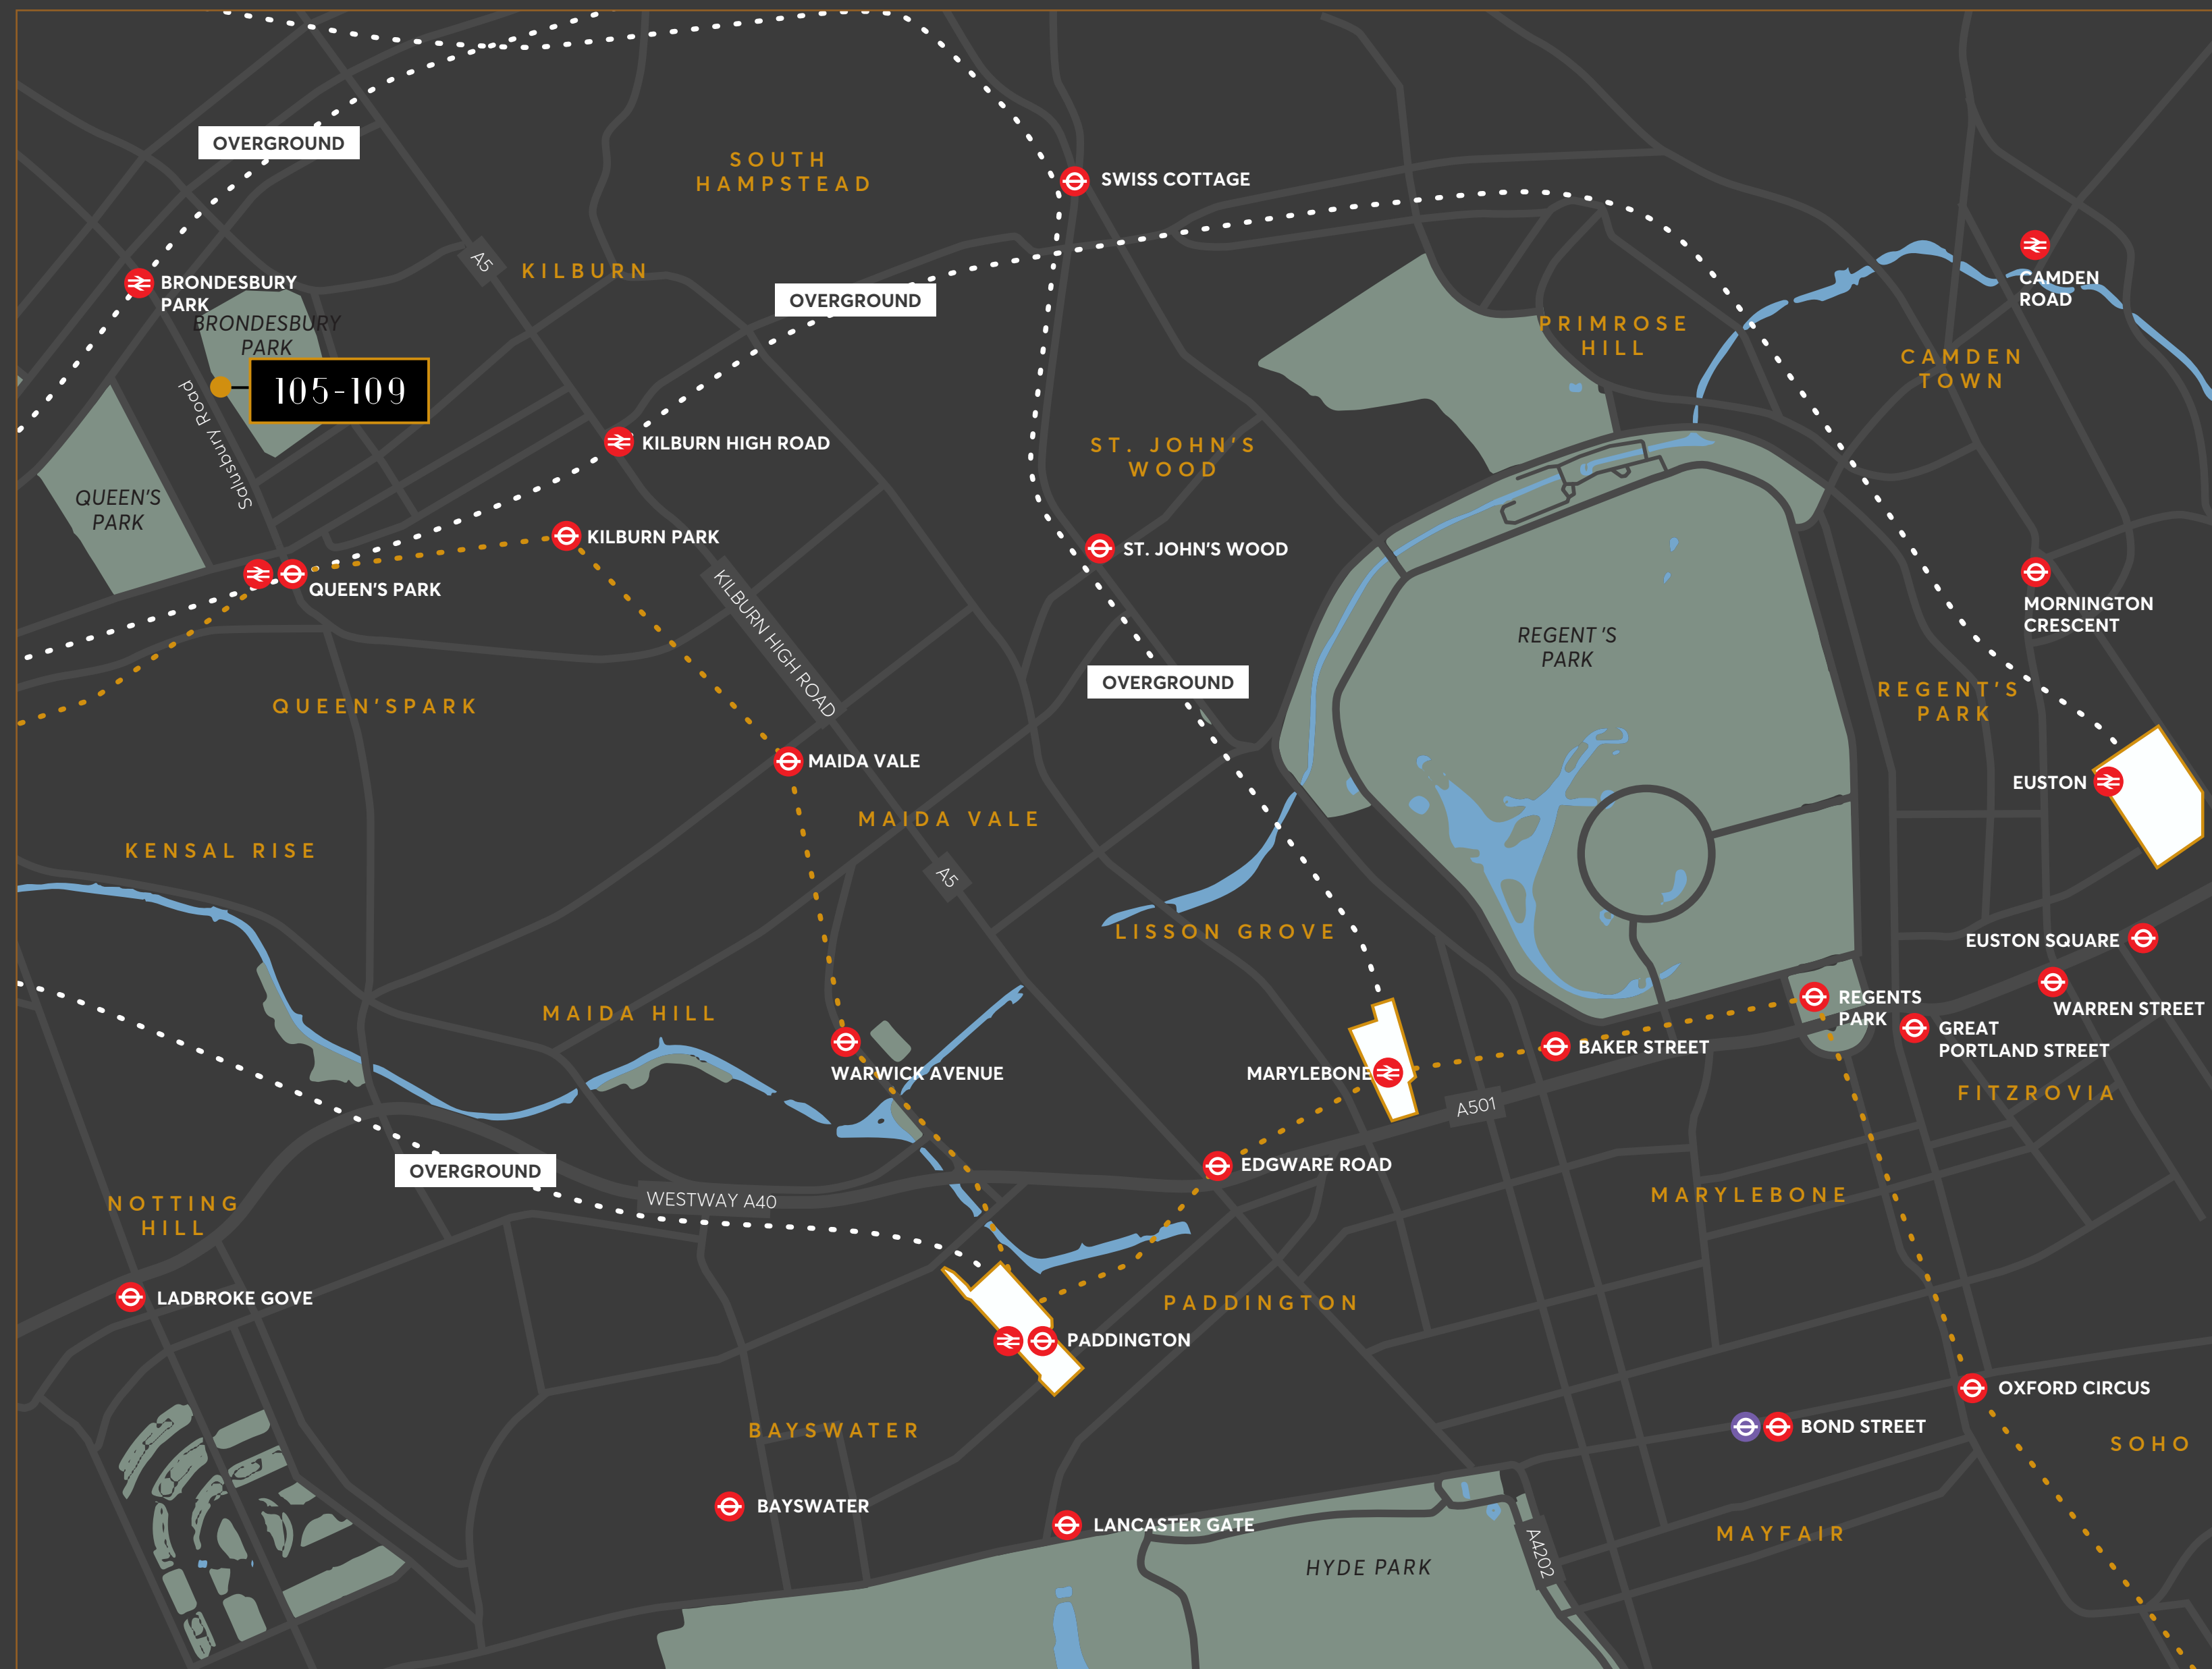 OVERGROUND
SOUTH
HAMPSTEAD
SWISS COTTAGE
A5
KILBURN
BRONDESBURY
PARK
CAMDEN
ROAD
OVERGROUND
BRONDESBURY
PARK
PRIMROSE
HILL
CAMDEN
TOWN
105-109
Salusbury Road
KILBURN HIGH ROAD
ST. JOHN'S
WOOD
QUEEN'S
PARK
KILBURN PARK
ST. JOHN'S WOOD
QUEEN'S PARK
MORNINGTON
CRESCENT
KILBURN HIGH ROAD
REGENT 'S
PARK
OVERGROUND
QUEEN'SPARK
REGENT'S
PARK
MAIDA VALE
EUSTON
MAIDA VALE
KENSAL RISE
A5
LISSON GROVE
EUSTON SQUARE
WARREN STREET
REGENTS
PARK
MAIDA HILL
GREAT
PORTLAND STREET
BAKER STREET
WARWICK AVENUE
MARYLEBONE
FITZROVIA
A501
OVERGROUND
EDGWARE ROAD
WESTWAY A40
MARYLEBONE
NOTTING
HILL
LADBROKE GOVE
PADDINGTON
PADDINGTON
OXFORD CIRCUS
BOND STREET
BAYSWATER
SOHO
BAYSWATER
LANCASTER GATE
MAYFAIR
HYDE PARK
A4202